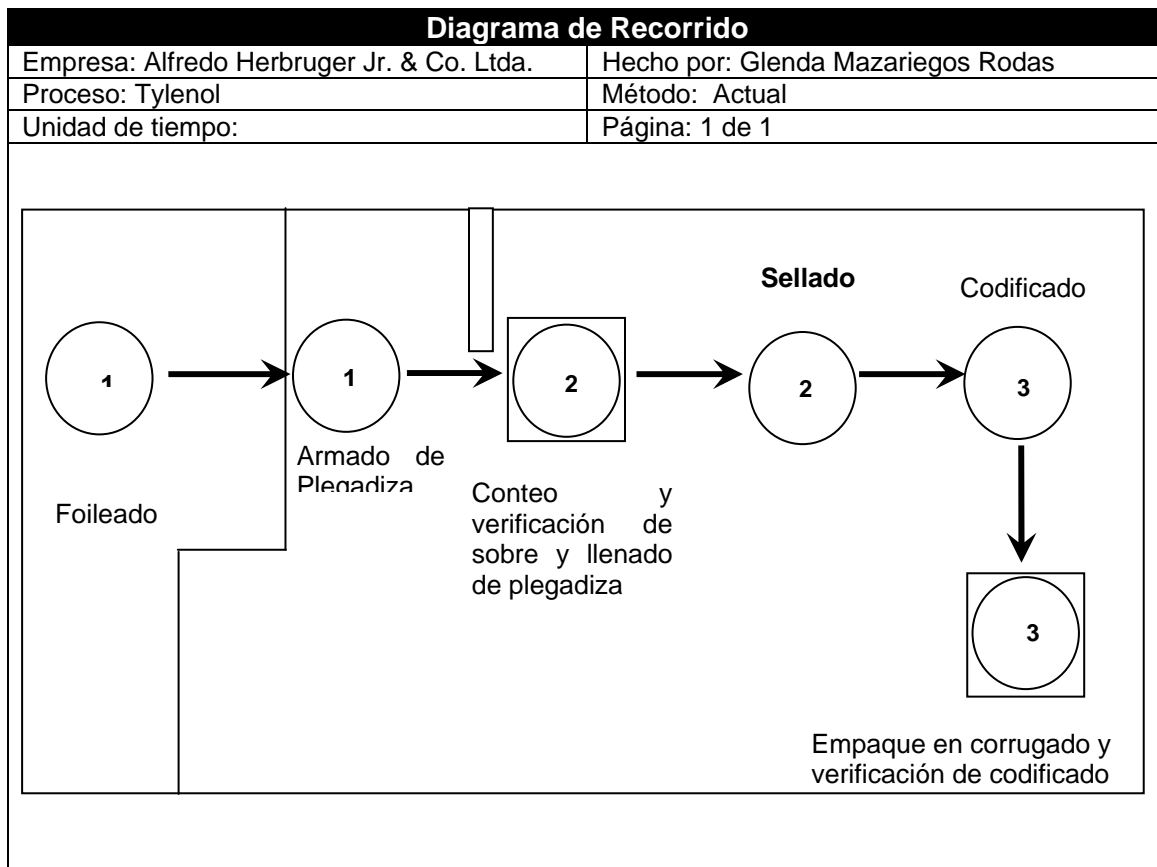 Diagrama de Recorrido
Empresa: Alfredo Herbruger Jr. & Co. Ltda.
Hecho por: Glenda Mazariegos Rodas
Proceso: Tylenol
Método: Actual
Unidad de tiempo:
Página: 1 de 1
Sellado
Codificado
1
1
2
2
3
Armado de
Plegadiza
Foileado
Conteo y
verificación de
sobre y llenado
de plegadiza
3
Empaque en corrugado y
verificación de codificado